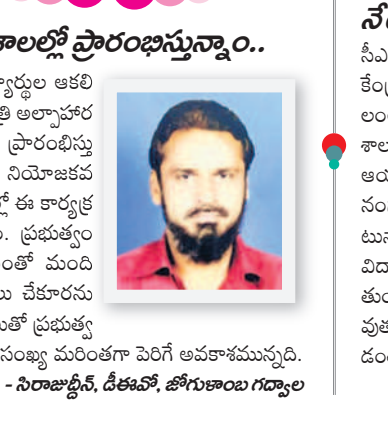 శాలల్లో ప్రారంభిస్తున్నాం..
్యార్థుల ఆకలి
త్రి అల్పాహార
ప్రారంభిస్తు
నియోజకవ
్లో ఈ కార్యక్ర
ం. ప్రభుత్వం
ంతో మంది
లు చేకూరను
ుతో ప్రభుత్వ
సంఖ్య మరింతగా పెరిగే అవకాశమున్నది.
- సిరాజుద్దీన్, డీఈవో, జోగుళాంబ గద్వాల
సీఎ
కేంద్ర
లం
శాల
ఆయ
నం
టున
విద్
తుం
వుత
డం